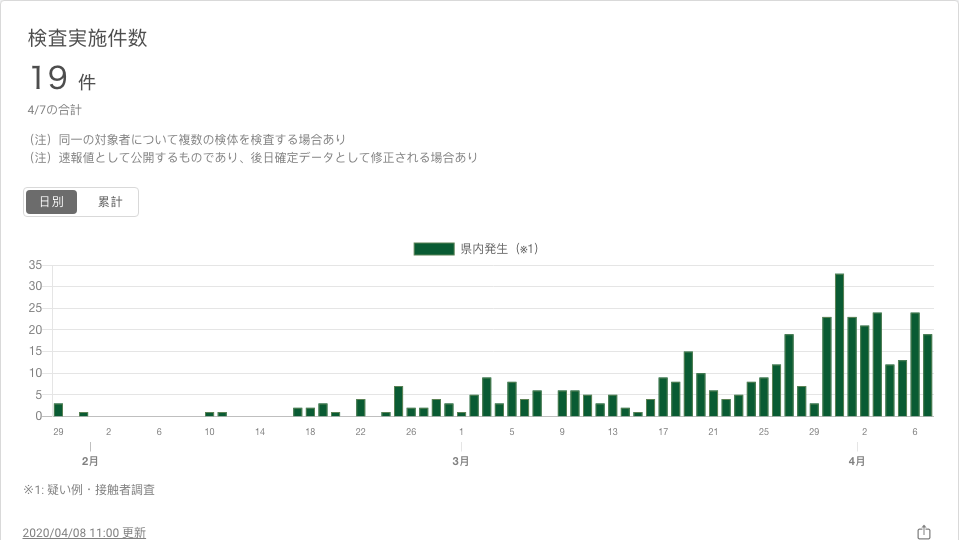 検査実施件数
19 件
4/7の合計
（注）同一の対象者について複数の検体を検査する場合あり
（注）速報値として公開するものであり、後日確定データとして修正される場合あり
日別 累計
県内発生（※1）
35
30
25
20
15
10
5
0
29 2 6 10 14 18 22 26 1 5 9 13 17 21 25 29 2 6
2月 3月 4月
※1: 疑い例・接触者調査
2020/04/08 11:00 更新